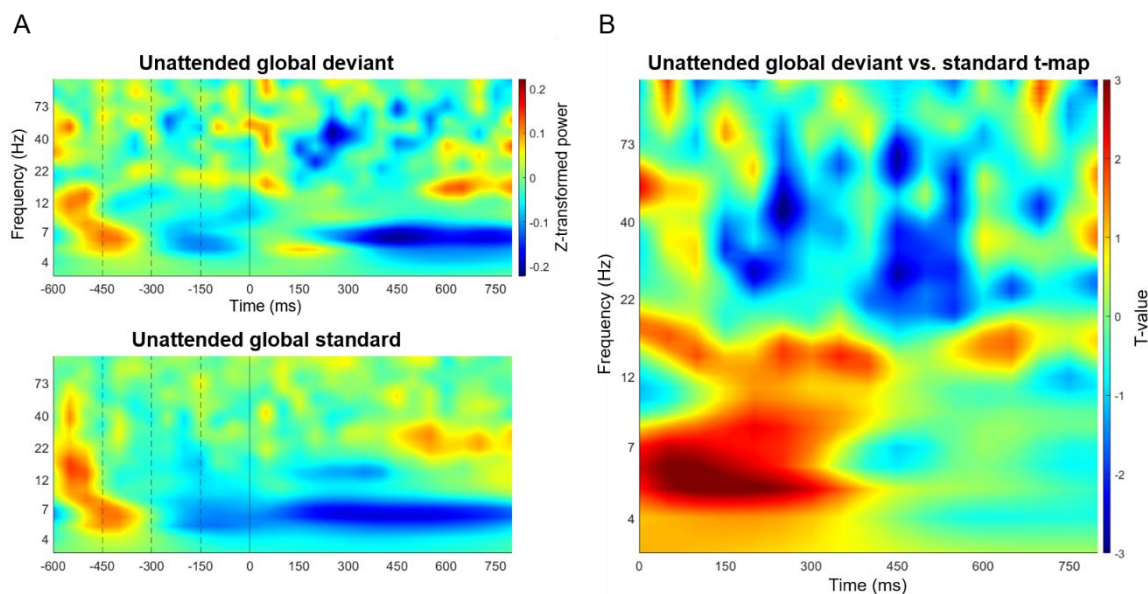 A
Unattended global deviant
Frequency (Hz)
73
40
22
12
7
4
-600 -450 -300 -150 0 150 300 450 600 750
Time (ms)
0.2
0.1
0
-0.1
-0.2
Z-transformed power
Unattended global standard
73
40
22
12
7
4
-600 -450 -300 -150 0 150 300 450 600 750
B
Unattended global deviant vs. standard t-map
Frequency (Hz)
73
40
22
12
7
4
0 150 300 450 600 750
Time (ms)
3
2
1
0
-1
-2
-3
T-value